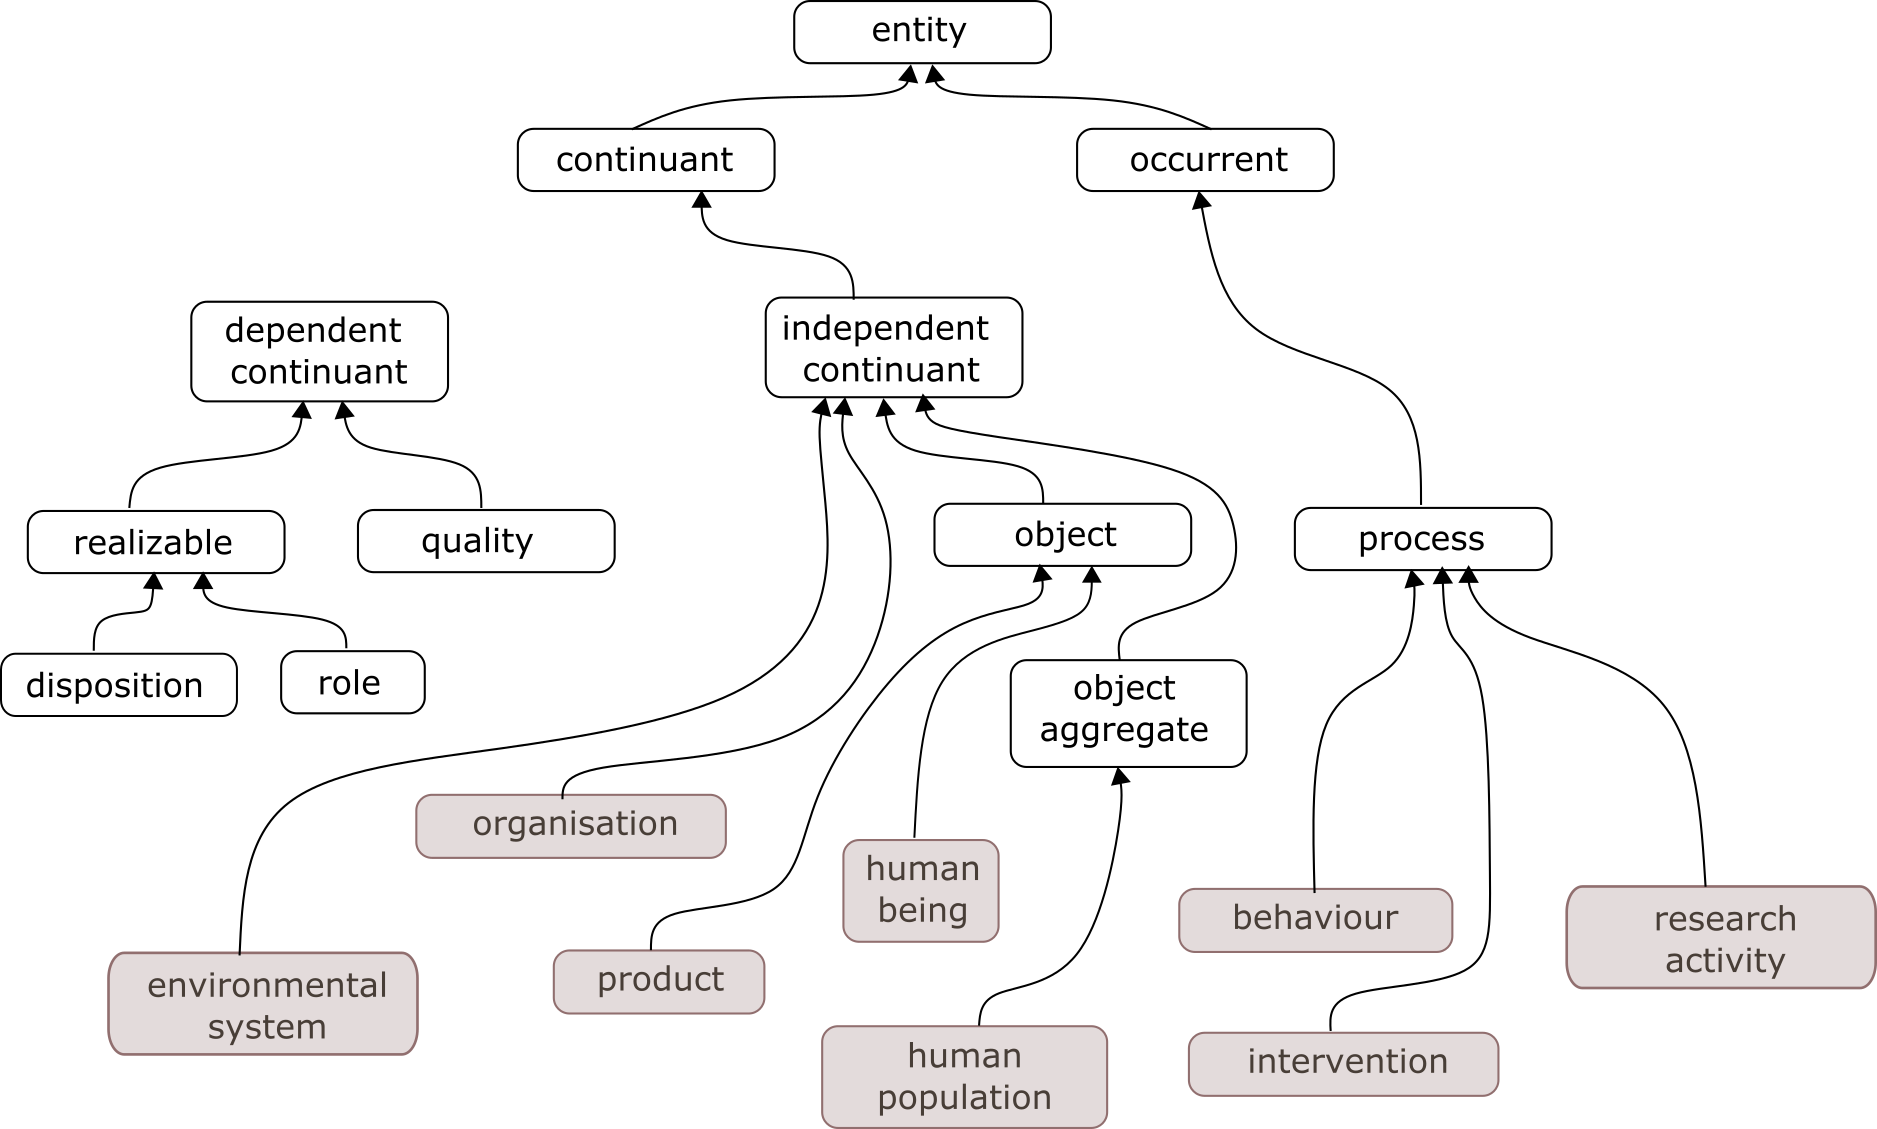 entity
continuant
occurrent
dependent
continuant
independent
continuant
realizable
quality
object
process
disposition
role
object
aggregate
organisation
human
being
behaviour
research
activity
environmental
system
product
human
population
intervention